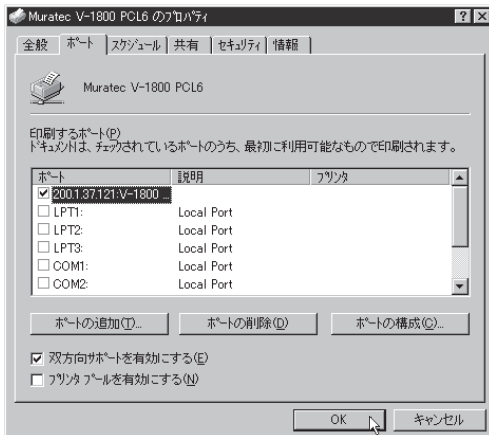 Muratec V-1800 PCL6 のプロパティ
全般 ポート スケジュール 共有 セキュリティ 情報
Muratec V-1800 PCL6
印刷するポート(P)
ドキュメントは、チェックされているポートのうち、最初に利用可能なもので印刷されます。
ポート 説明 プリンタ
200.1.37.121:V-1800 ...
LPT1: Local Port
LPT2: Local Port
LPT3: Local Port
COM1: Local Port
COM2: Local Port
ポートの追加(T)... ポートの削除(D) ポートの構成(C)...
双方向サポートを有効にする(E)
プリンタ プールを有効にする(N)
OK キャンセル